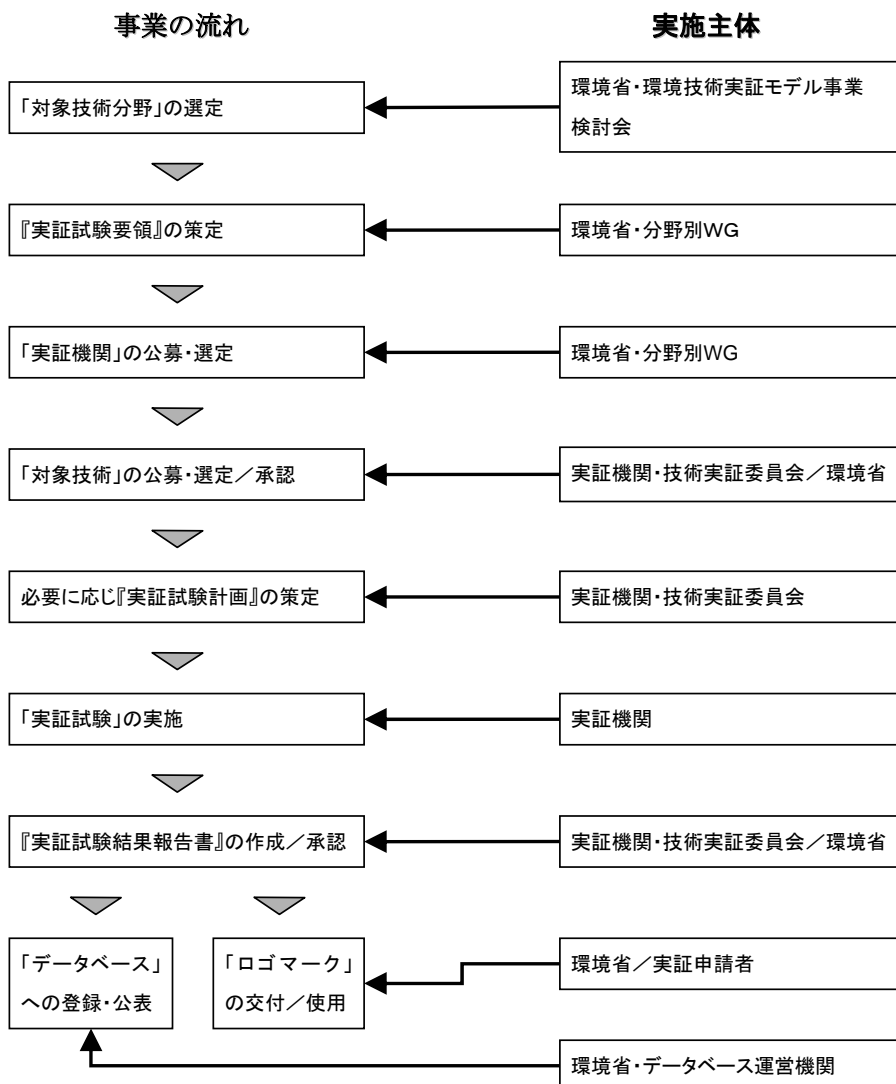 事業の流れ
実施主体
「対象技術分野」の選定
環境省・環境技術実証モデル事業
検討会
『実証試験要領』の策定
環境省・分野別WG
「実証機関」の公募・選定
環境省・分野別WG
「対象技術」の公募・選定／承認
実証機関・技術実証委員会／環境省
必要に応じ『実証試験計画』の策定
実証機関・技術実証委員会
「実証試験」の実施
実証機関
『実証試験結果報告書』の作成／承認
実証機関・技術実証委員会／環境省
「データベース」
への登録・公表
「ロゴマーク」
の交付／使用
環境省／実証申請者
環境省・データベース運営機関